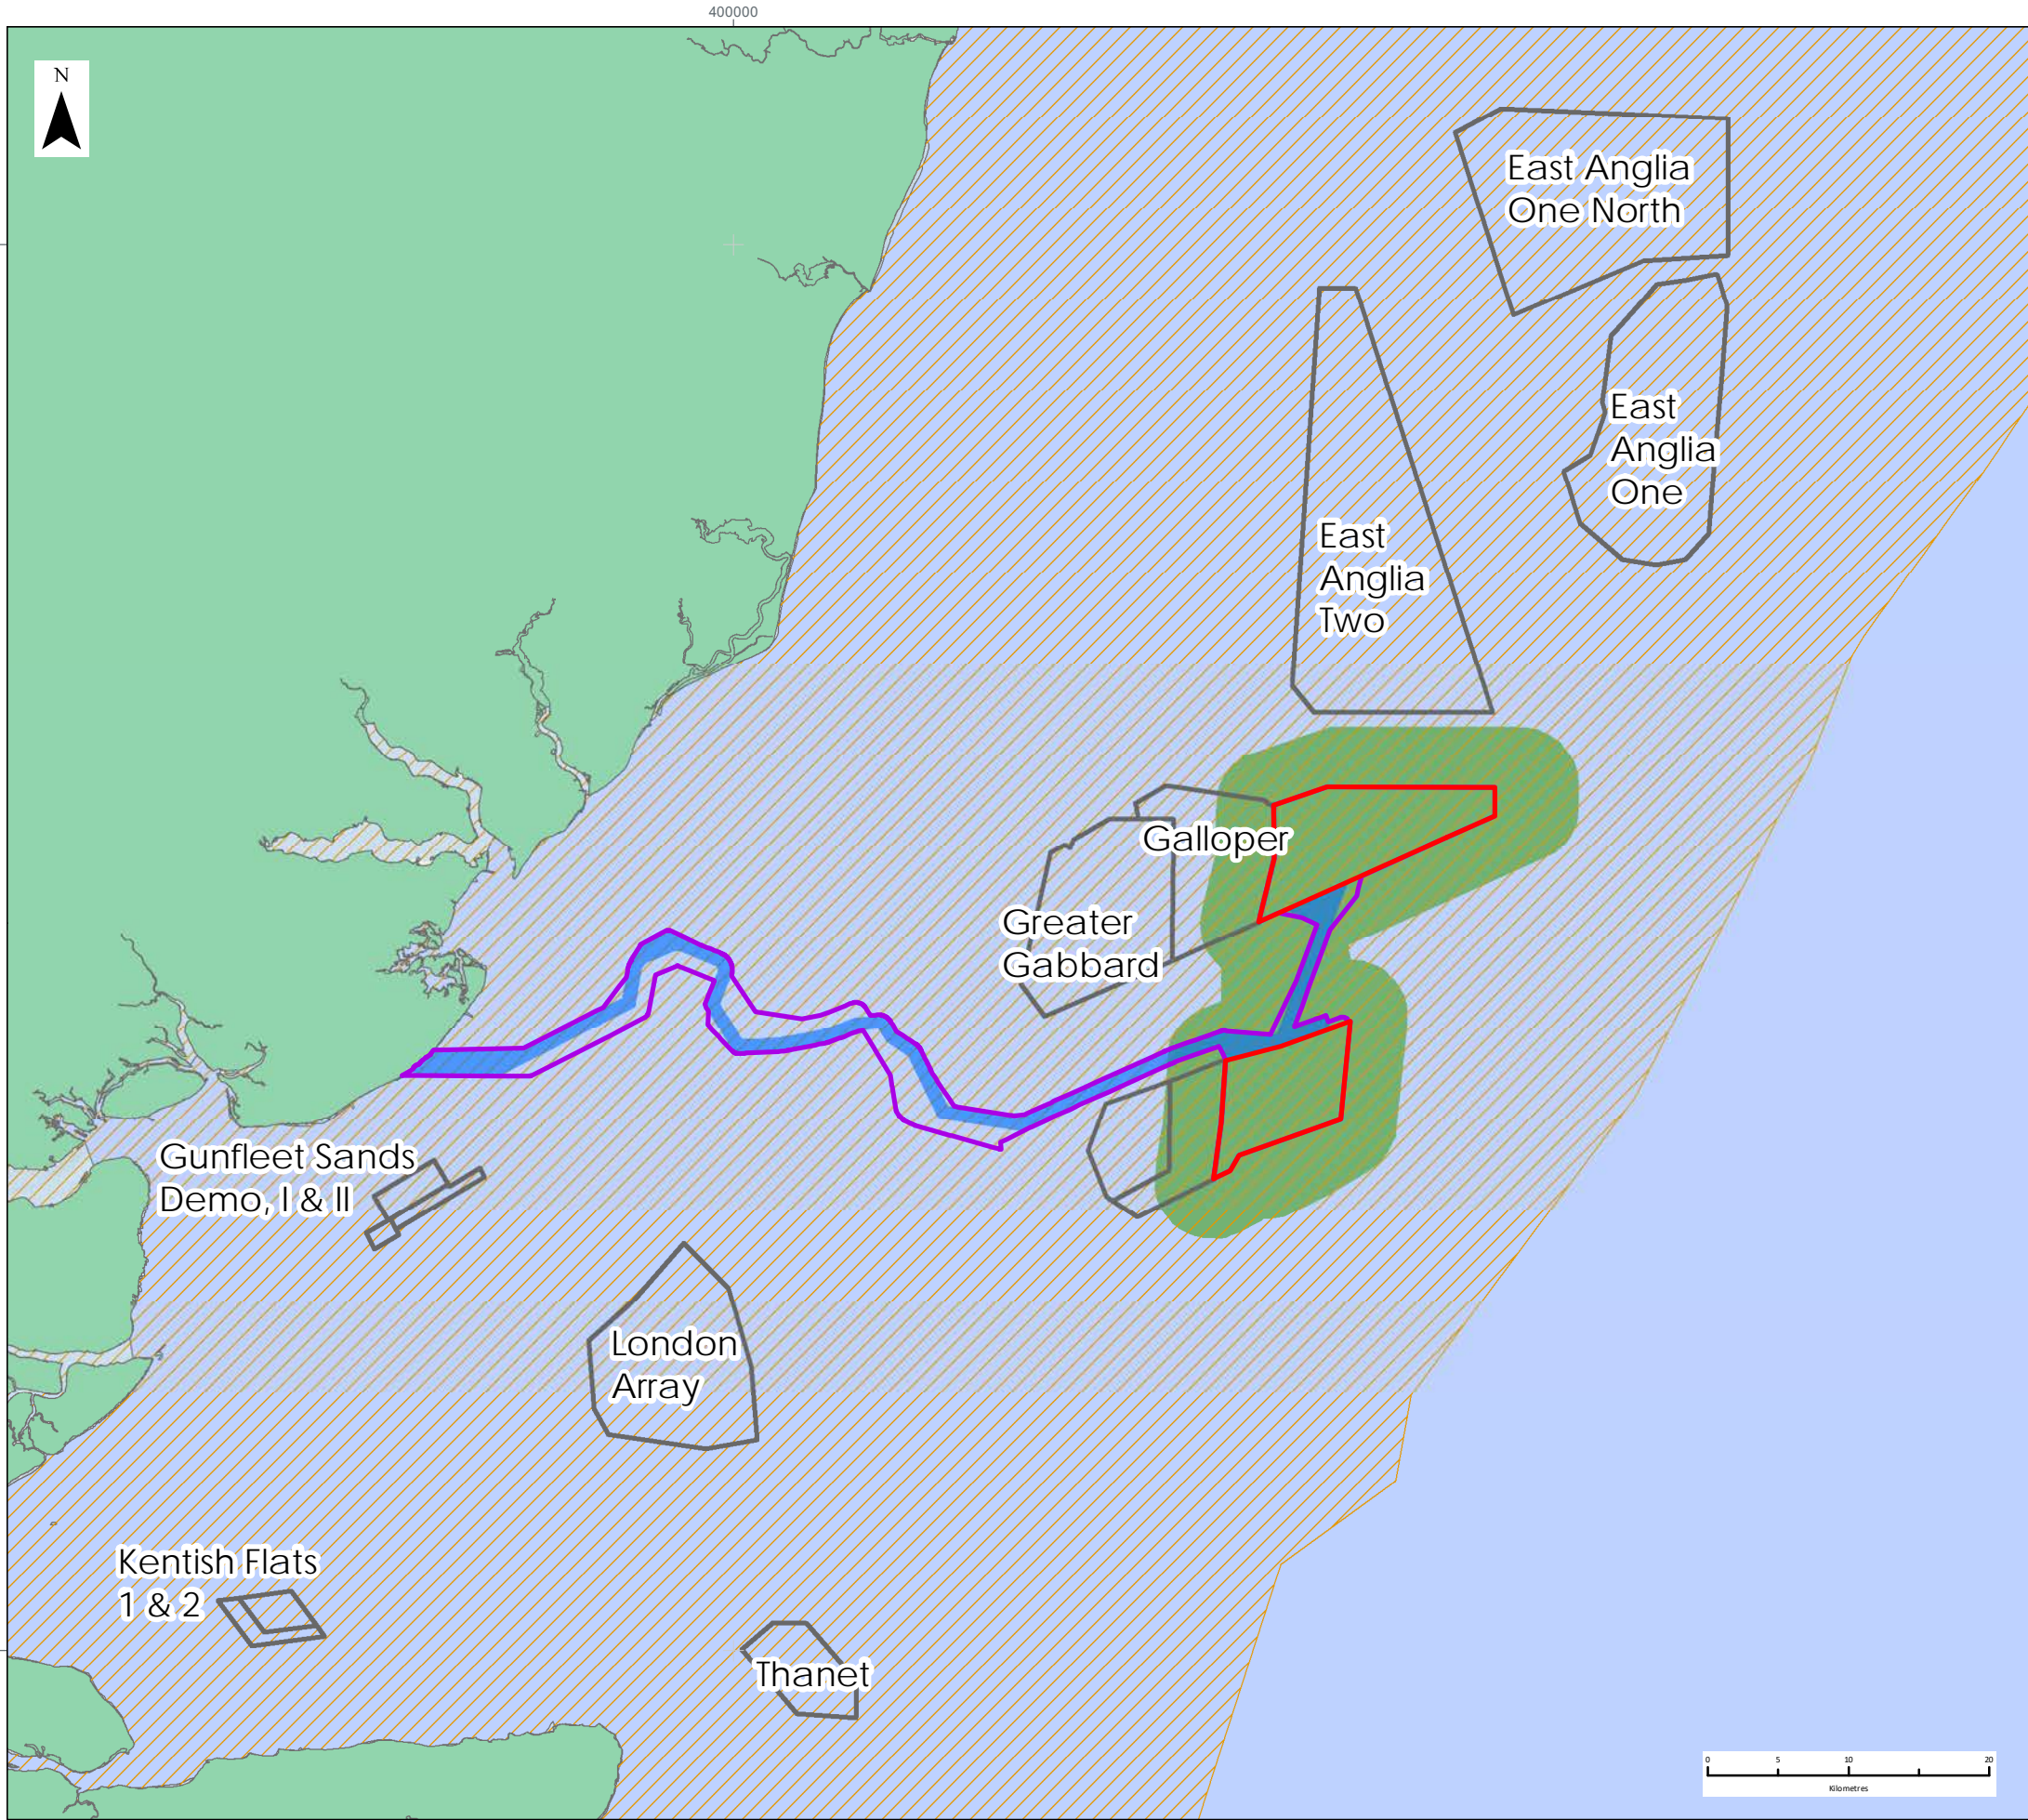 400000
N
East Anglia
One North
East
Anglia
One
East
Anglia
Two
Galloper
Greater
Gabbard
Gunfleet Sands
Demo, I & II
London
Array
Kentish Flats
1 & 2
Thanet
0 5 10 20
Kilometres